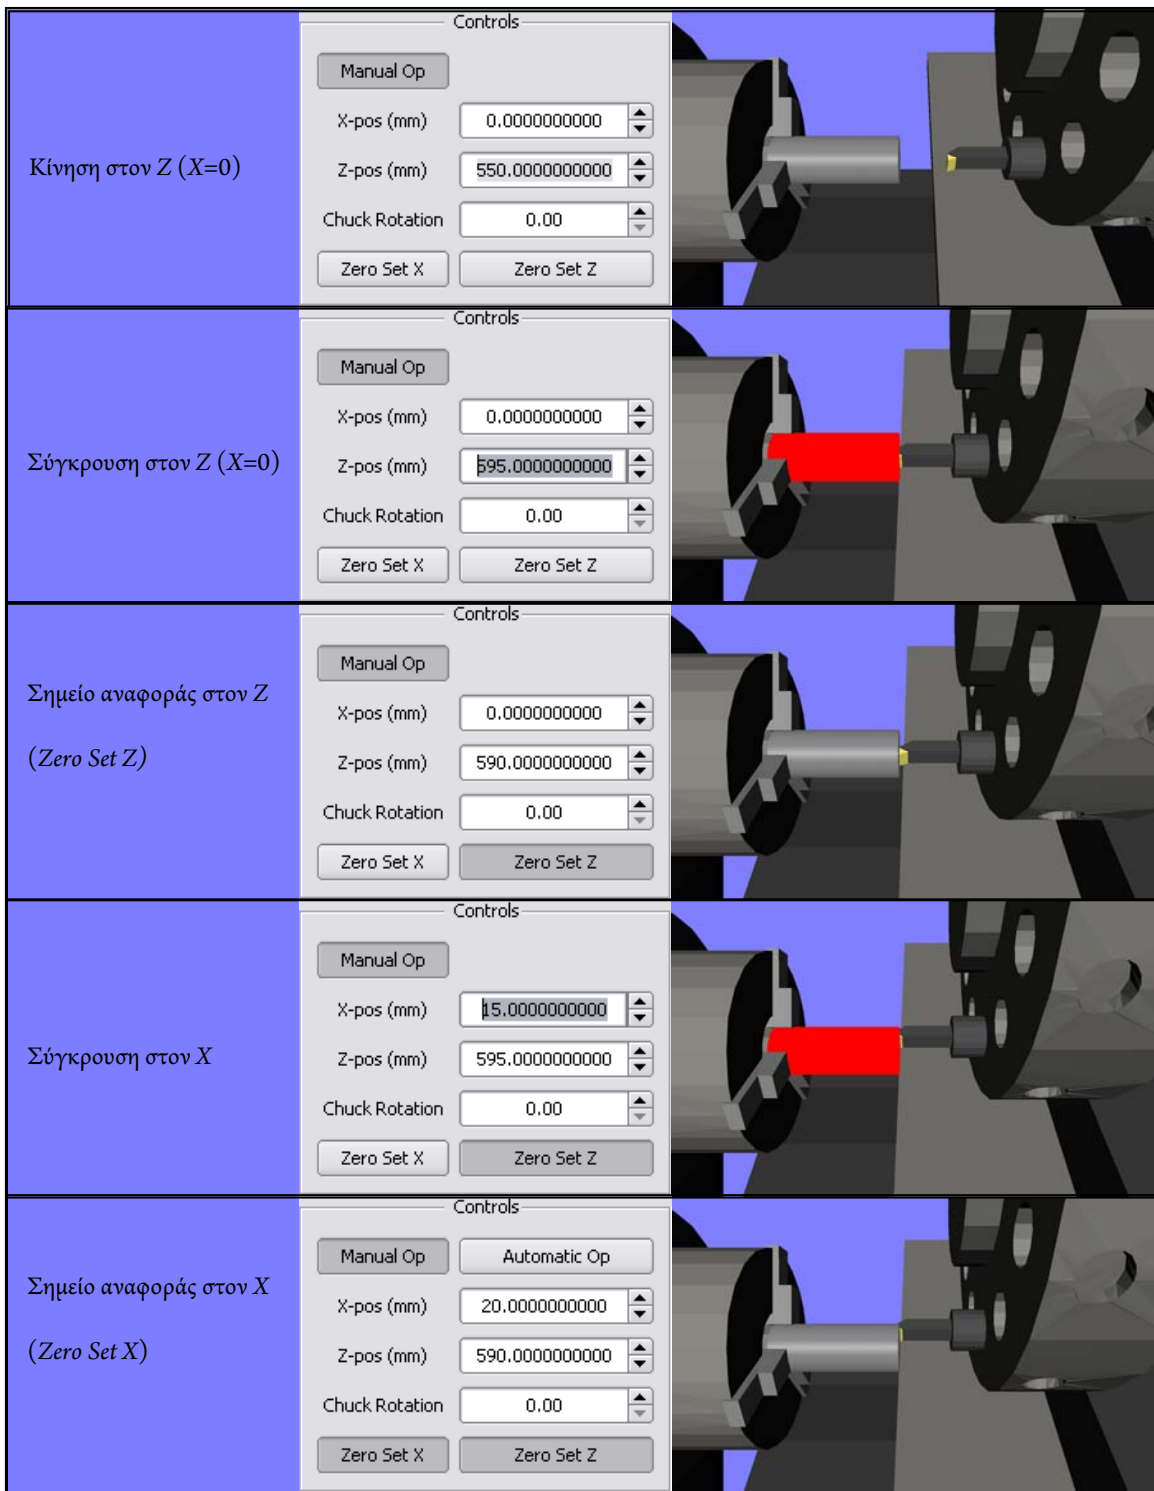 Controls
Manual Op
X-pos (mm) 0.0000000000
Κίνηση στον Z (X=0)
Z-pos (mm) 550.0000000000
Chuck Rotation 0.00
Zero Set X Zero Set Z
Controls
Manual Op
X-pos (mm) 0.0000000000
Σύγκρουση στον Z (X=0)
Z-pos (mm) 595.0000000000
Chuck Rotation 0.00
Zero Set X Zero Set Z
Controls
Manual Op
Σημείο αναφοράς στον Z
X-pos (mm) 0.0000000000
(Zero Set Z)
Z-pos (mm) 590.0000000000
Chuck Rotation 0.00
Zero Set X Zero Set Z
Controls
Manual Op
X-pos (mm) 15.0000000000
Σύγκρουση στον X
Z-pos (mm) 595.0000000000
Chuck Rotation 0.00
Zero Set X Zero Set Z
Controls
Manual Op Automatic Op
Σημείο αναφοράς στον X
X-pos (mm) 20.0000000000
(Zero Set X)
Z-pos (mm) 590.0000000000
Chuck Rotation 0.00
Zero Set X Zero Set Z